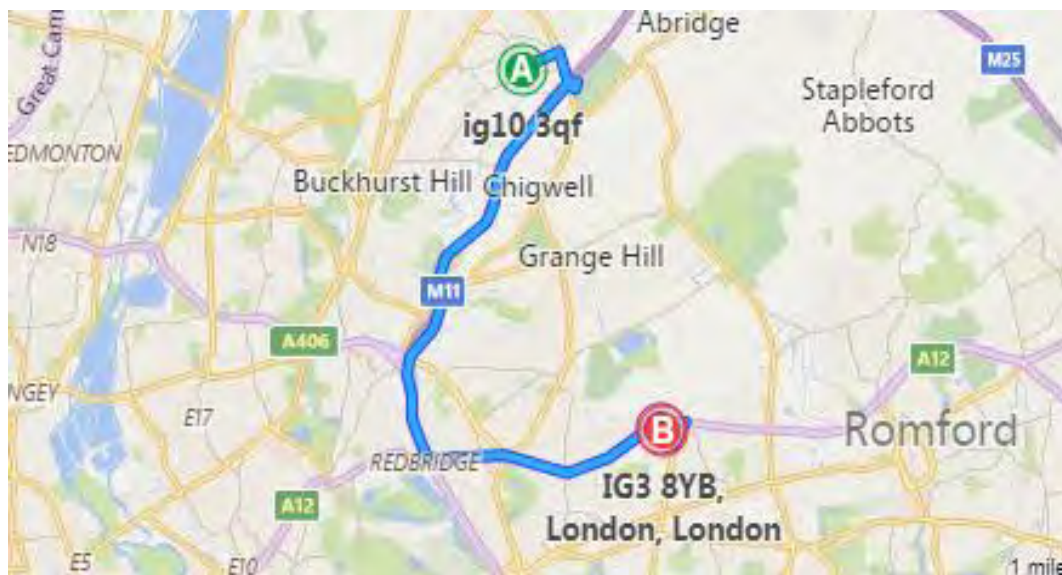 Great Cam
Abridge
M25
A
Stapleford
Abbots
ig10 3qf
EDMONTON
Buckhurst Hill
Chigwell
N18
Grange Hill
M11
A406
A12
NGEY
E17
B
Romford
REDBRIDGE
IG3 8YB,
London, London
A12
E5
E10
1 mile